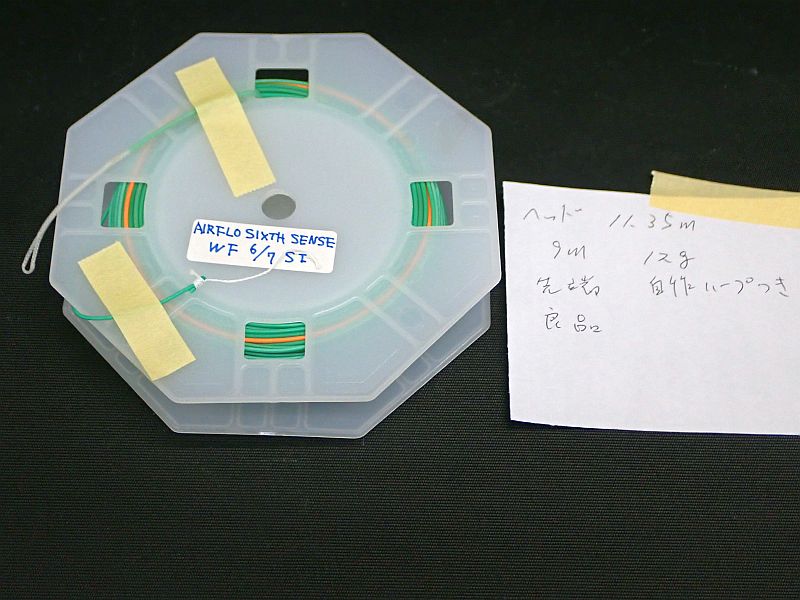 AIRFLO SIXTH SENSE
WF 6/7 SI
ヘッド 11.35m
9m 12g
先端 自作ループつき
良品